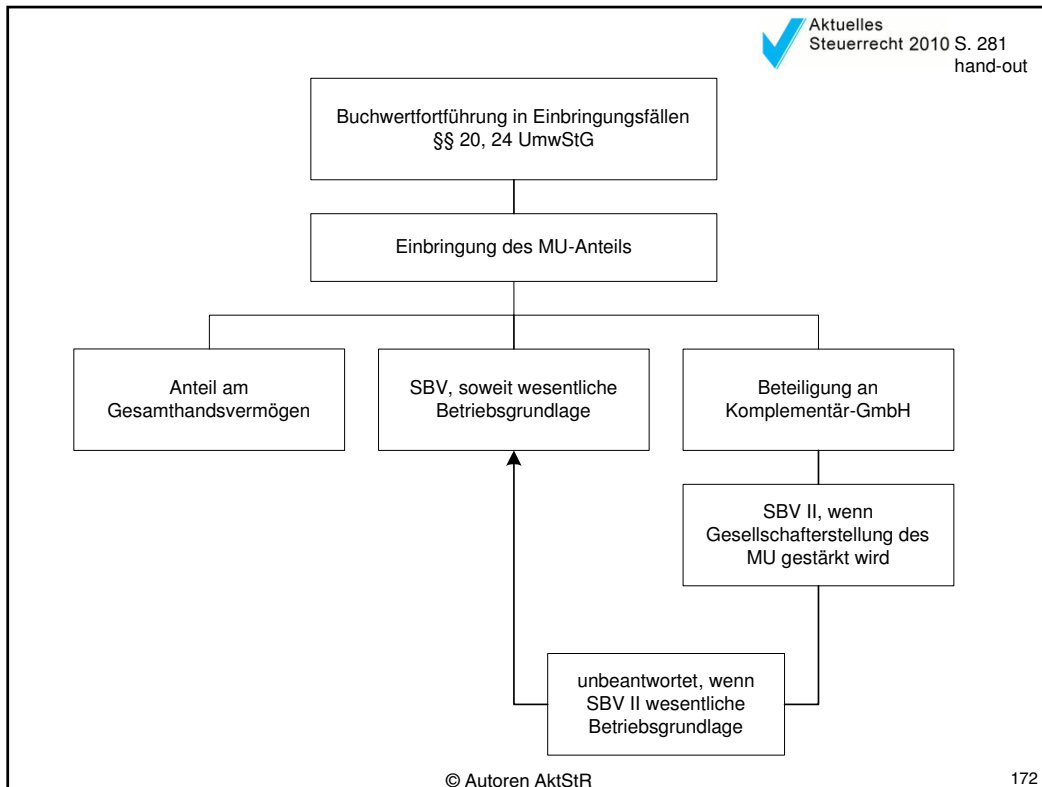 Aktuelles
Steuerrecht 2010 S. 281
hand-out
Buchwertfortführung in Einbringungsfällen
§§ 20, 24 UmwStG
Einbringung des MU-Anteils
Anteil am
Gesamthandsvermögen
SBV, soweit wesentliche
Betriebsgrundlage
Beteiligung an
Komplementär-GmbH
SBV II, wenn
Gesellschafterstellung des
MU gestärkt wird
unbeantwortet, wenn
SBV II wesentliche
Betriebsgrundlage
© Autoren AktStR
172